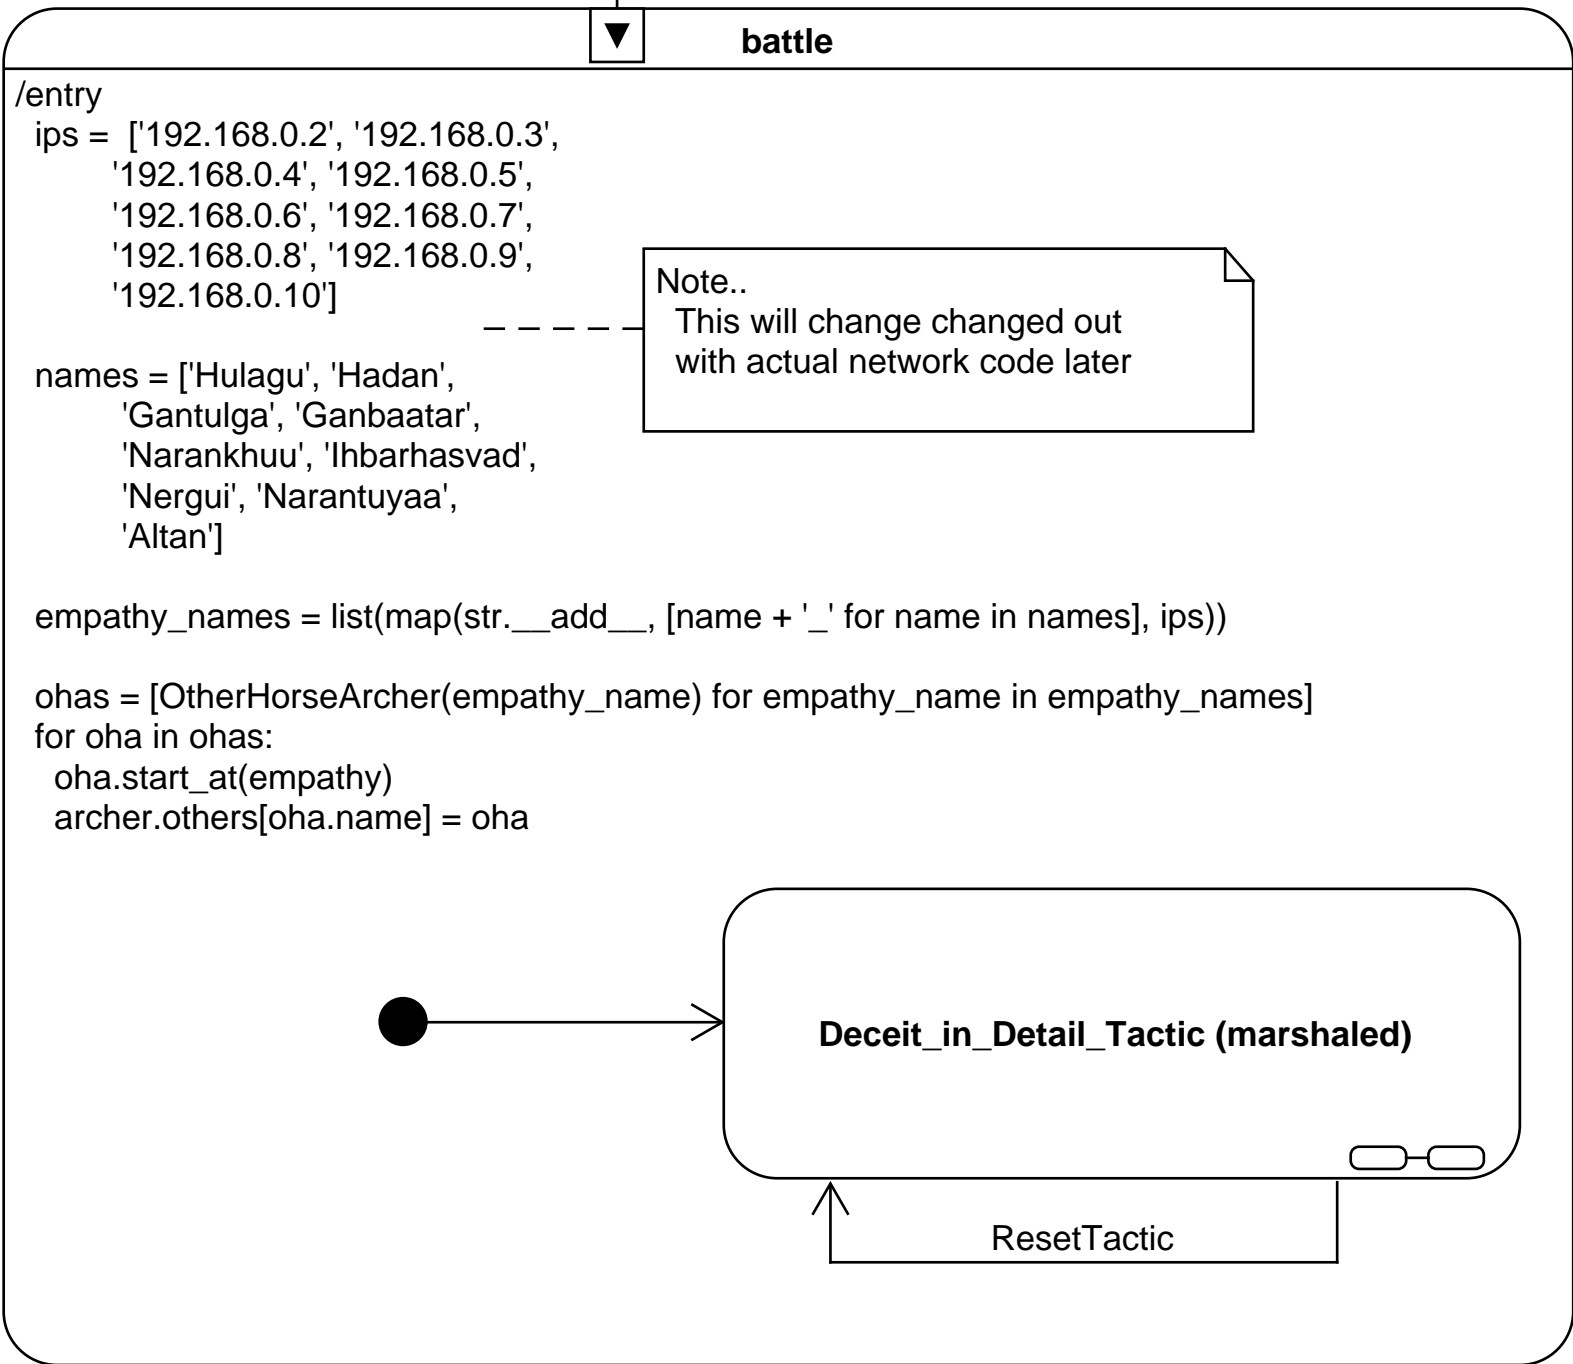 battle
/entry
ips =  ['192.168.0.2', '192.168.0.3',
'192.168.0.4', '192.168.0.5',
'192.168.0.6', '192.168.0.7',
'192.168.0.8', '192.168.0.9',
'192.168.0.10']
Note..
This will change changed out
with actual network code later
names = ['Hulagu', 'Hadan',
'Gantulga', 'Ganbaatar',
'Narankhuu', 'Ihbarhasvad',
'Nergui', 'Narantuyaa',
'Altan']
empathy_names = list(map(str.__add__, [name + '_' for name in names], ips))
ohas = [OtherHorseArcher(empathy_name) for empathy_name in empathy_names]
for oha in ohas:
oha.start_at(empathy)
archer.others[oha.name] = oha
Deceit_in_Detail_Tactic (marshaled)
ResetTactic